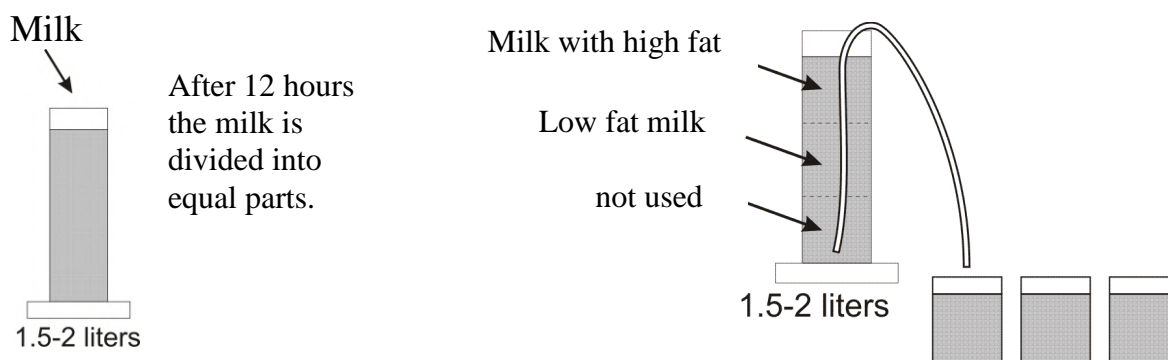 Milk
After 12 hours
the milk is
divided into
equal parts.
1.5-2 liters
Milk with high fat
Low fat milk
not used
1.5-2 liters